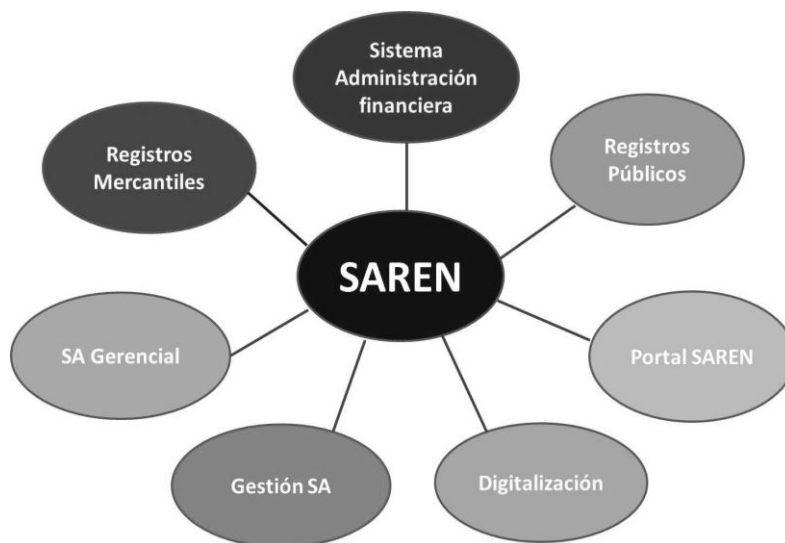 Sistema
Administración
financiera
Registros
Mercantiles
Registros
Públicos
SAREN
SA Gerencial
Portal SAREN
Gestión SA
Digitalización